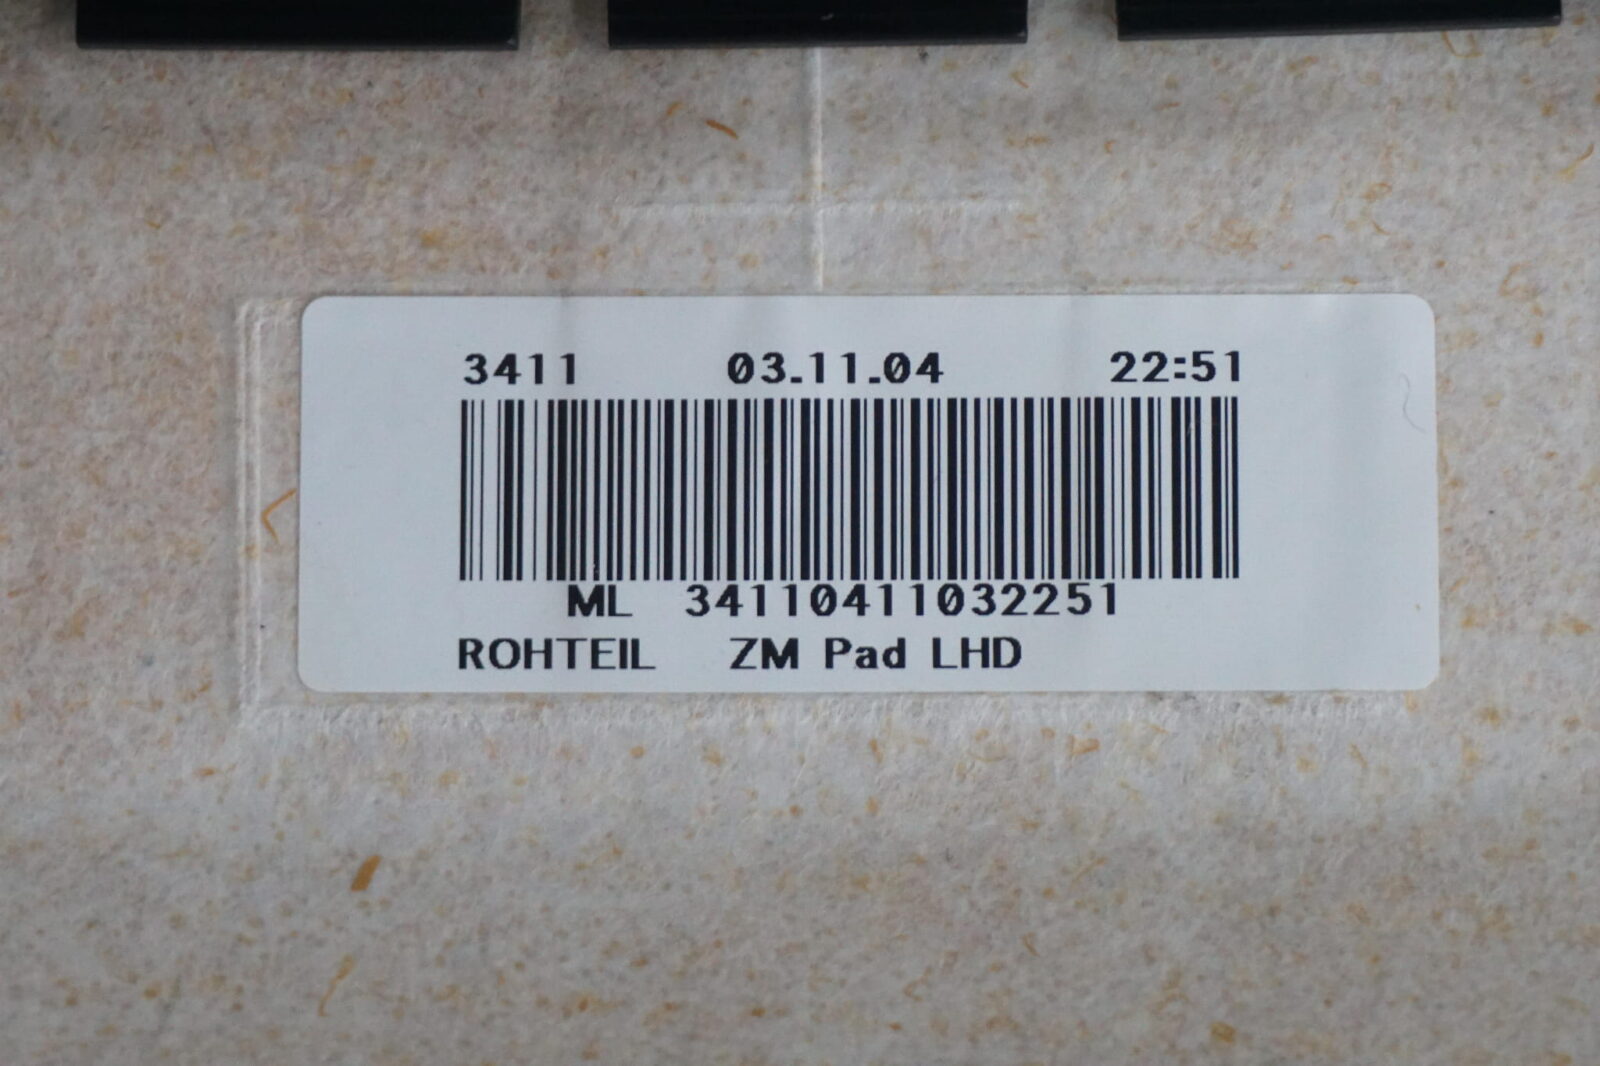 3411 03.11.04 22:51
ML 34110411032251
ROHTEIL ZM Pad LHD